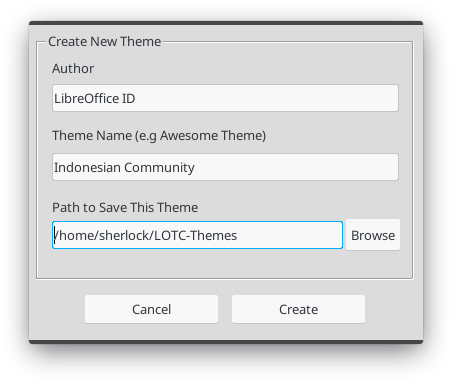 Create New Theme
Author
LibreOffice ID
Theme Name (e.g Awesome Theme)
Indonesian Community
Path to Save This Theme
/home/sherlock/LOTC-Themes
Browse
Cancel
Create